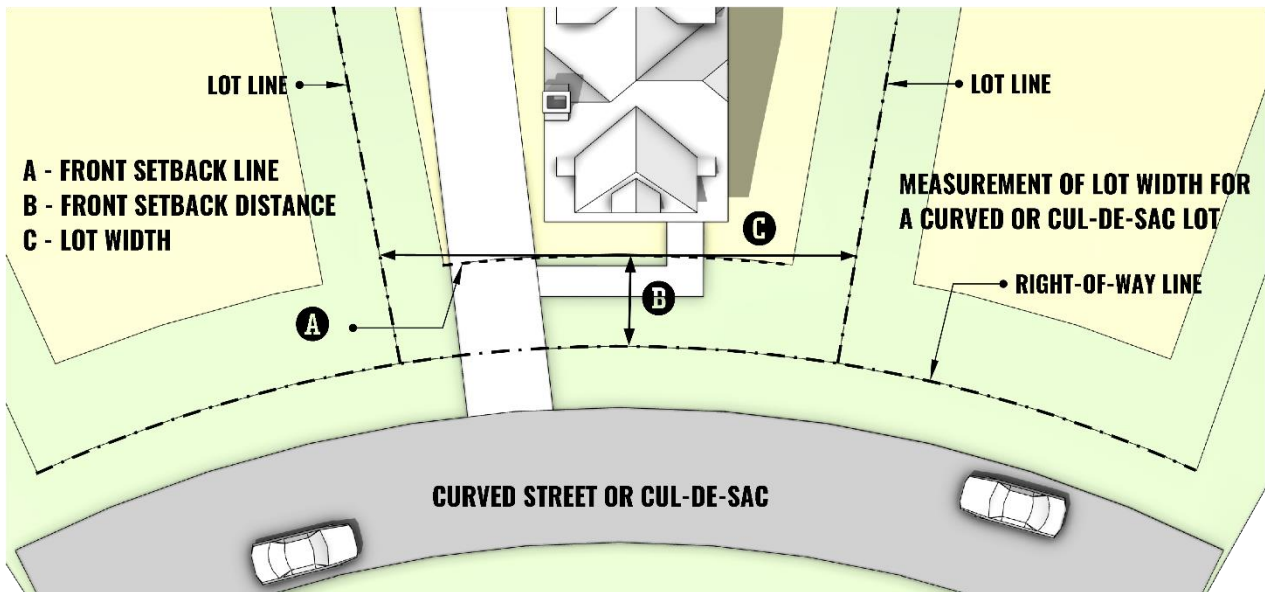 LOT LINE
LOT LINE
A - FRONT SETBACK LINE
B - FRONT SETBACK DISTANCE
C - LOT WIDTH
MEASUREMENT OF LOT WIDTH FOR
A CURVED OR CUL-DE-SAC LOT
C
RIGHT-OF-WAY LINE
B
A
CURVED STREET OR CUL-DE-SAC